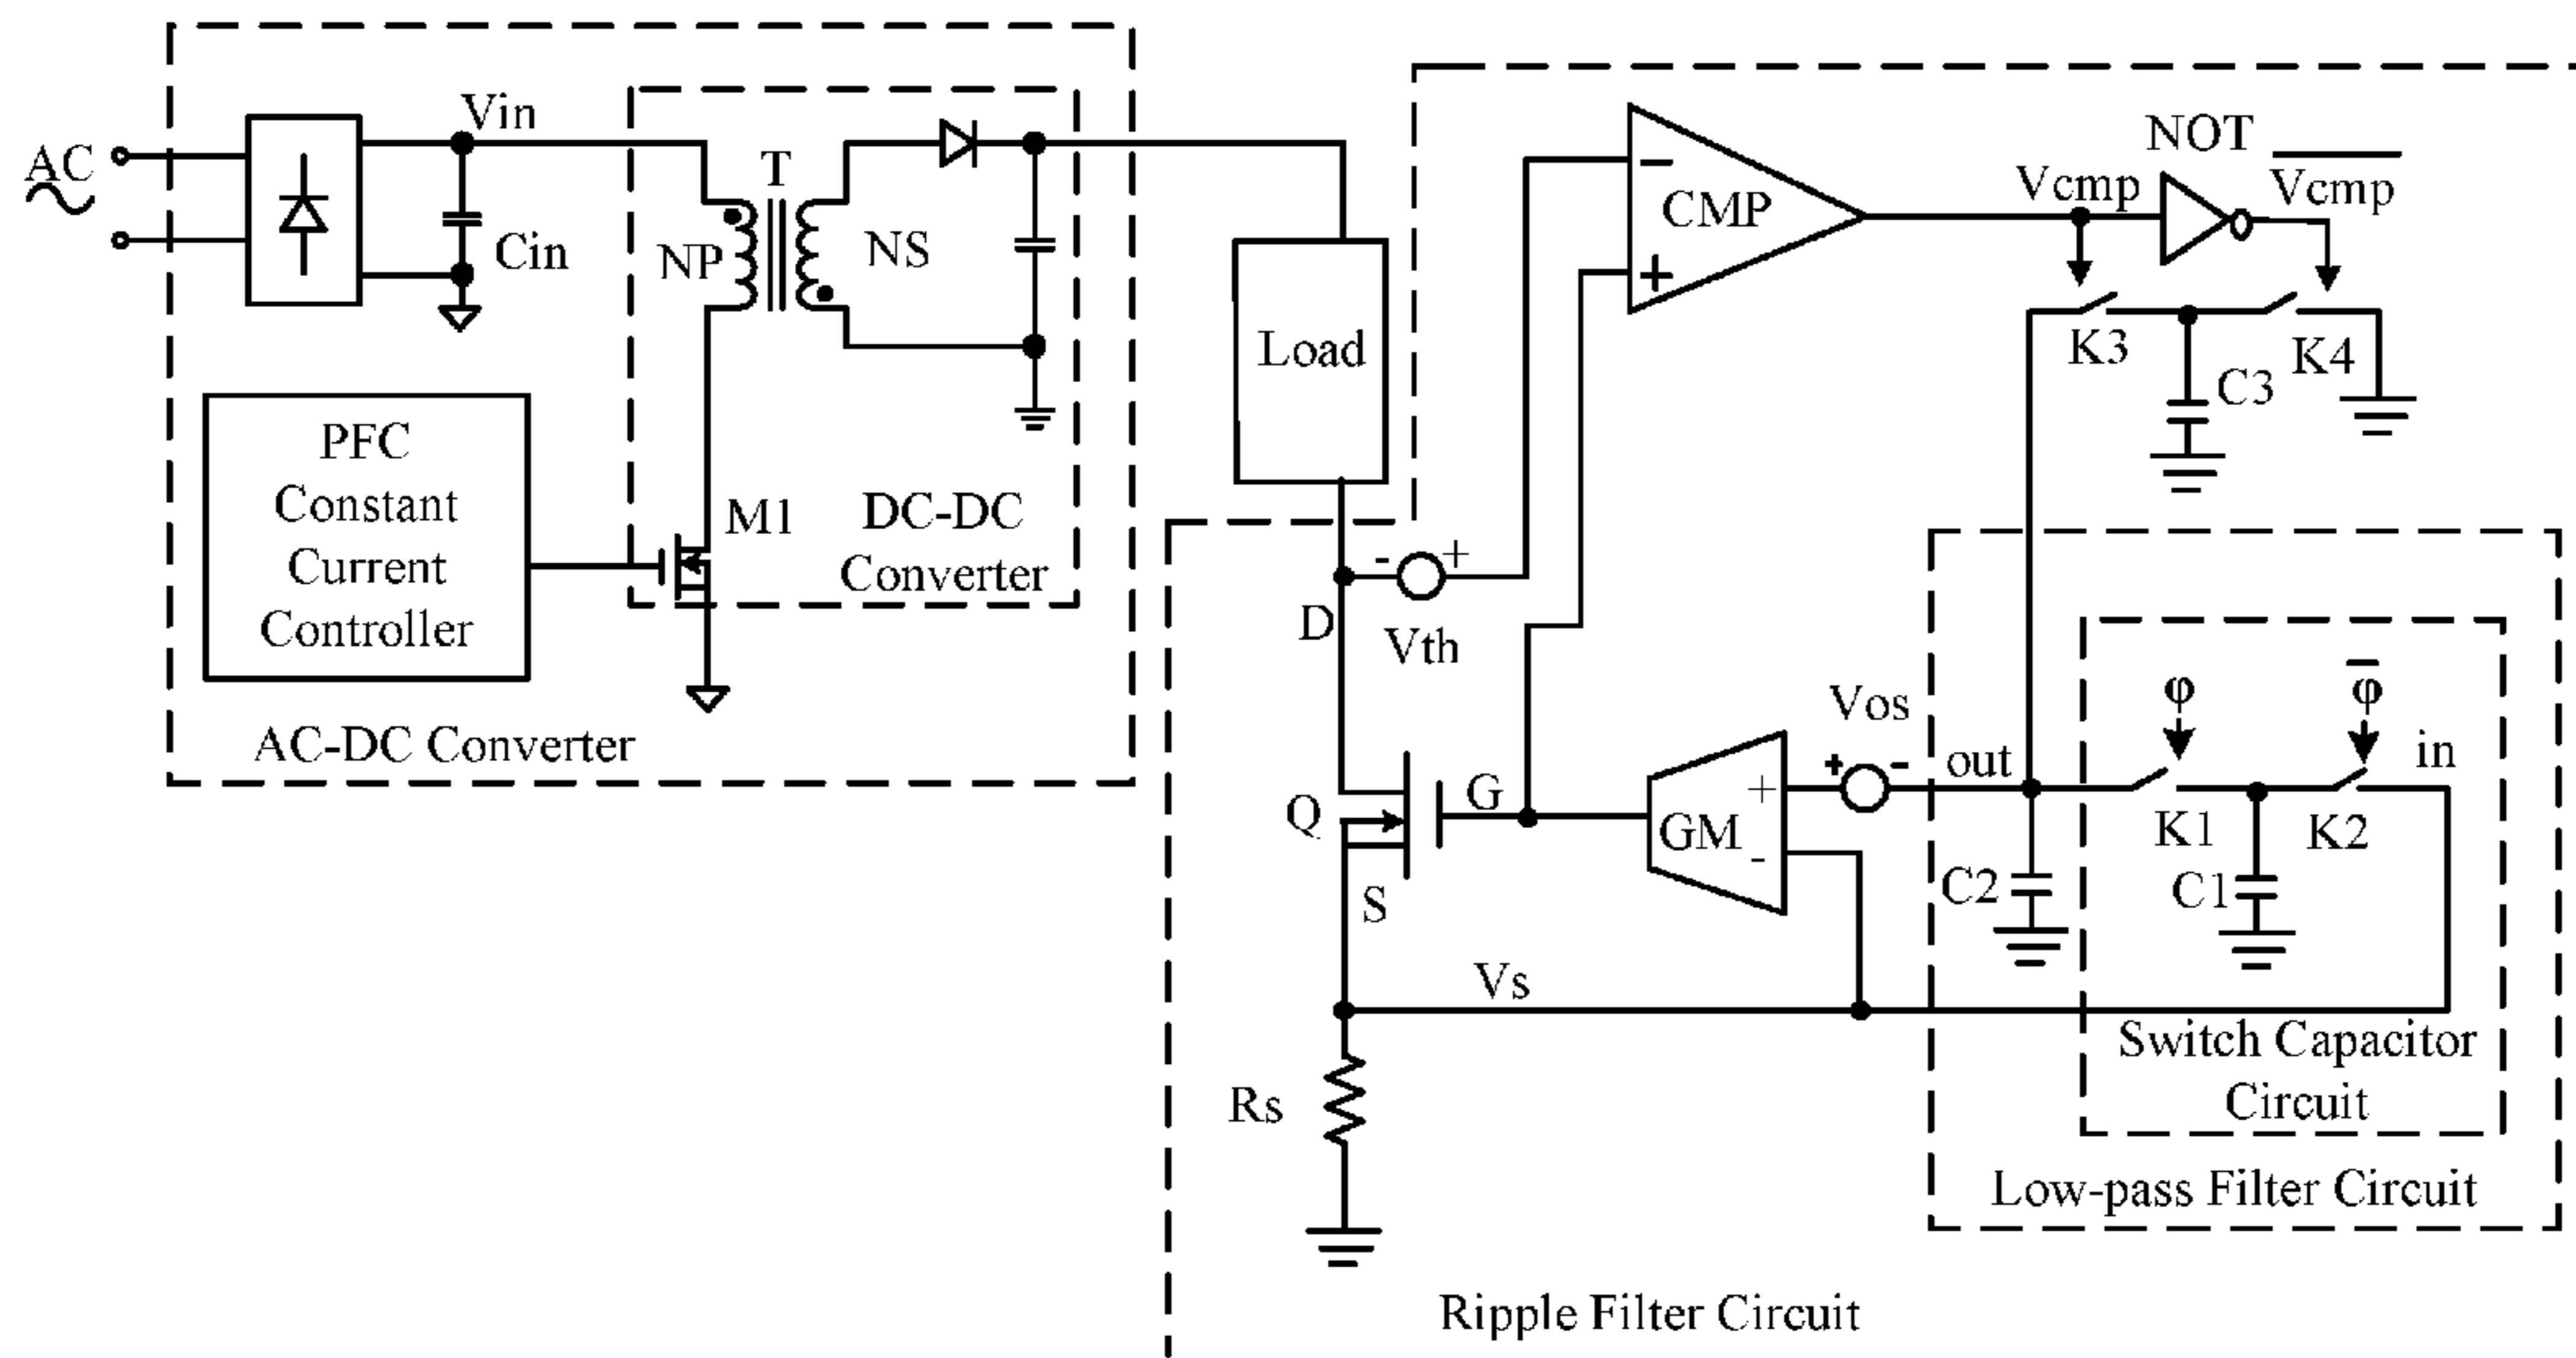 AC
Vin
Cin
T
NP
NS
M1
DC-DC
Converter
PFC
Constant
Current
Controller
AC-DC Converter
Load
D
- +
Vth
Q
G
S
Vs
Rs
−
CMP
+
Vcmp
NOT
Vcmp
K3
K4
C3
GM
+
-
Vos
+ -
out
in
φ
φ
K1
K2
C2
C1
Switch Capacitor
Circuit
Low-pass Filter Circuit
Ripple Filter Circuit